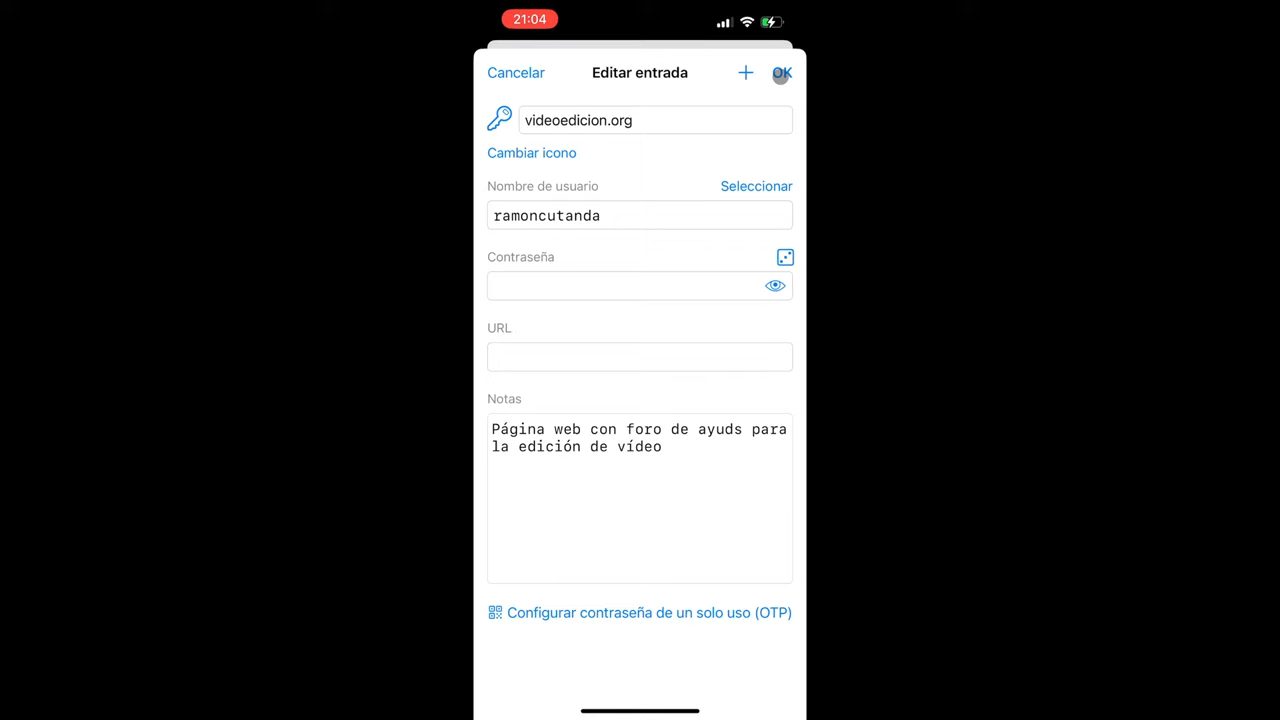 21:04
Cancelar
Editar entrada
+
OK
videoedicion.org
Cambiar icono
Nombre de usuario
Seleccionar
ramoncutanda
Contraseña
URL
Notas
Página web con foro de ayuds para
la edición de vídeo
Configurar contraseña de un solo uso (OTP)